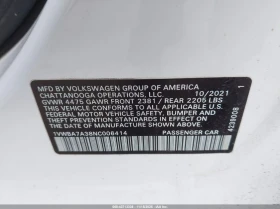 MFD. BY VOLKSWAGEN GROUP OF AMERICA
CHATTANOOGA OPERATIONS, LLC. 10/2021
GVWR 4475 GAWR FRONT 2381 / REAR 2205 LBS
THIS VEHICLE CONFORMS TO ALL APPLICABLE
FEDERAL MOTOR VEHICLE SAFETY, BUMPER, AND
THEFT PREVENTION STANDARDS IN EFFECT ON THE
DATE OF MANUFACTURE SHOWN ABOVE.
1VWBA7A38NC006414 PASSENGER CAR
1